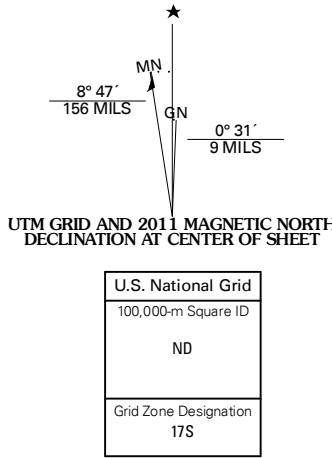 ★
MN
GN
8° 47´
156 MILS
0° 31´
9 MILS
UTM GRID AND 2011 MAGNETIC NORTH
DECLINATION AT CENTER OF SHEET
U.S. National Grid
100,000-m Square ID
ND
Grid Zone Designation
17S